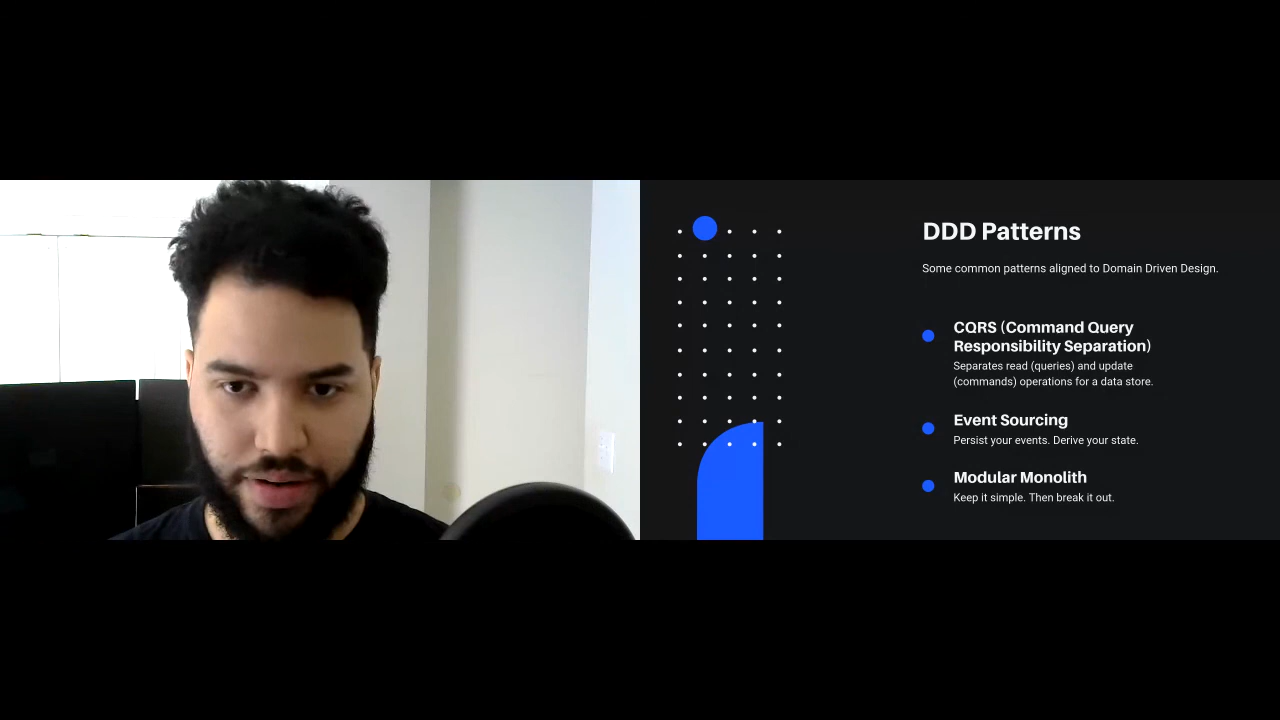 DDD Patterns
Some common patterns aligned to Domain Driven Design.
CQRS (Command Query
Responsibility Separation)
Separates read (queries) and update
(commands) operations for a data store.
Event Sourcing
Persist your events. Derive your state.
Modular Monolith
Keep it simple. Then break it out.